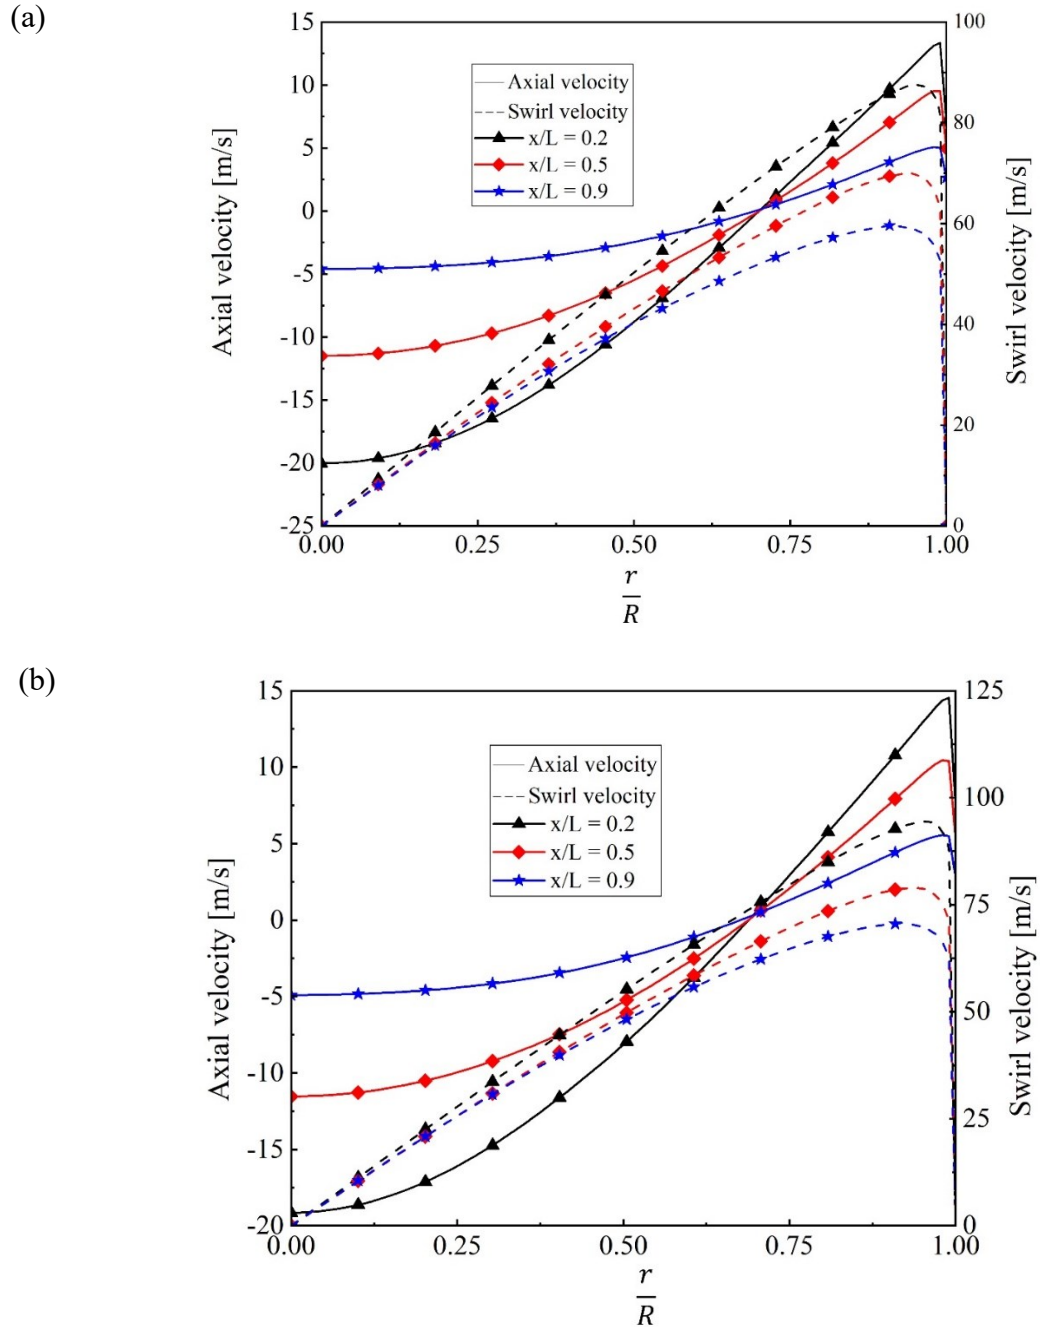 (a)
15
10
5
0
-5
-10
-15
-20
-25
Axial velocity [m/s]
Axial velocity
Swirl velocity
x/L = 0.2
x/L = 0.5
x/L = 0.9
100
80
60
40
20
0
Swirl velocity [m/s]
0.00 0.25 0.50 0.75 1.00
r
R
(b)
15
10
5
0
-5
-10
-15
-20
Axial velocity [m/s]
Axial velocity
Swirl velocity
x/L = 0.2
x/L = 0.5
x/L = 0.9
125
100
75
50
25
0
Swirl velocity [m/s]
0.00 0.25 0.50 0.75 1.00
r
R